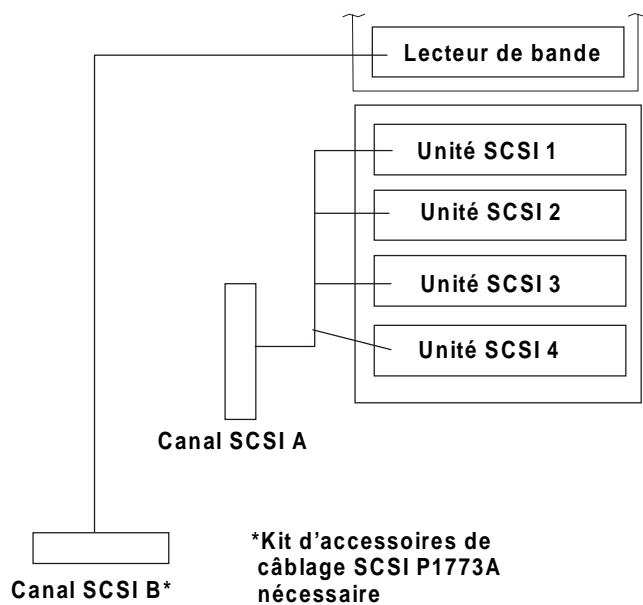 Lecteur de bande
Unité SCSI 1
Unité SCSI 2
Unité SCSI 3
Unité SCSI 4
Canal SCSI A
Canal SCSI B*
*Kit d’accessoires de
câblage SCSI P1773A
nécessaire